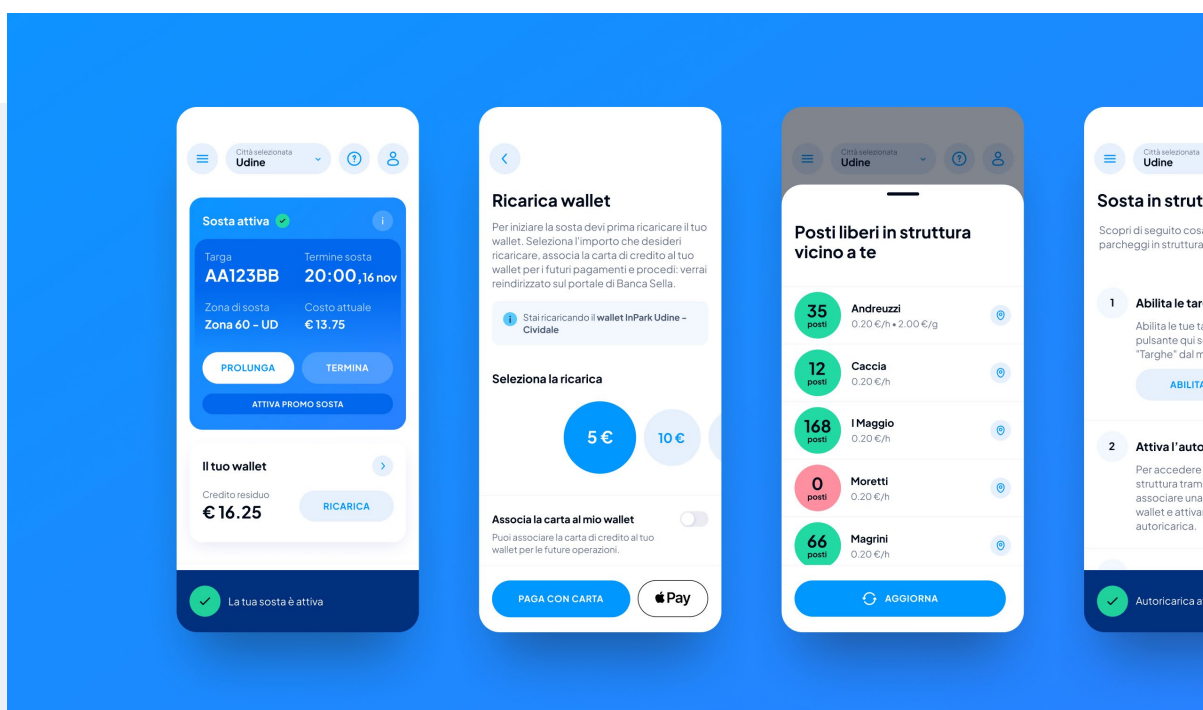 Città selezionata
Udine
Sosta attiva
i
Targa
Termine sosta
AA123BB
20:00,16 nov
Zona di sosta
Costo attuale
Zona 60 – UD
€ 13.75
PROLUNGA
TERMINA
ATTIVA PROMO SOSTA
Il tuo wallet
Credito residuo
€ 16.25
RICARICA
La tua sosta è attiva
Ricarica wallet
Per iniziare la sosta devi prima ricaricare il tuo
wallet. Seleziona l'importo che desideri
ricaricare, associa la carta di credito al tuo
wallet per i futuri pagamenti e procedi: verrai
reindirizzato sul portale di Banca Sella.
i
Stai ricaricando il wallet InPark Udine –
Cividale
Seleziona la ricarica
5 €
10 €
Associa la carta al mio wallet
Puoi associare la carta di credito al tuo
wallet per le future operazioni.
PAGA CON CARTA
Pay
Città selezionata
Udine
?
Posti liberi in struttura
vicino a te
35
posti
Andreuzzi
0.20 €/h • 2.00 €/g
12
posti
Caccia
0.20 €/h
168
posti
I Maggio
0.20 €/h
0
posti
Moretti
0.20 €/h
66
posti
Magrini
0.20 €/h
AGGIORNA
Città selezionata
Udine
Sosta in strut
Scopri di seguito cosa
parcheggi in struttura
1
Abilita le tar
Abilita le tue ta
pulsante qui s
"Targhe" dal m
ABILITA
2
Attiva l'auto
Per accedere
struttura tram
associare una
wallet e attivar
autoricarica.
Autoricarica at